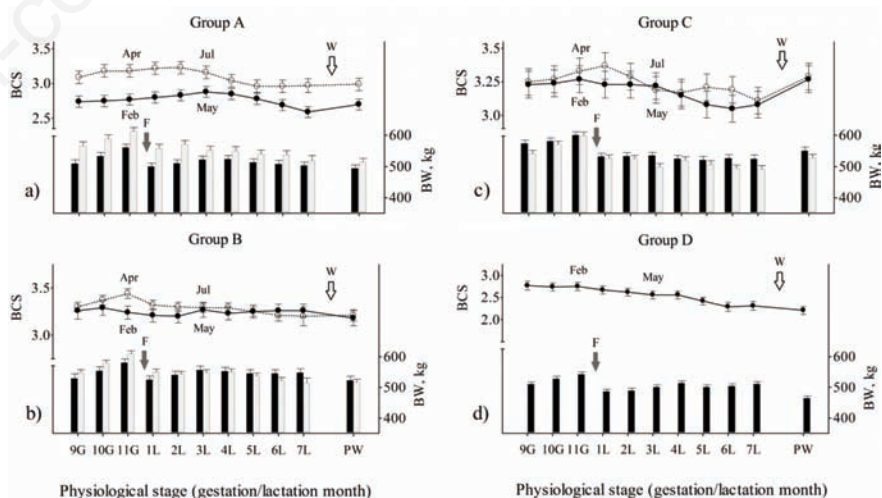 Group A
3.5
3.0
2.5
BCS
Apr
Jul
Feb
May
W
F
600
500
400
BW, kg
a)
Group C
3.5
3.25
3.0
BCS
Apr
Jul
Feb
May
W
F
600
500
400
BW, kg
c)
Group B
3.5
3.0
BCS
Apr
Jul
Feb
May
W
F
600
500
400
BW, kg
b)
9G 10G 11G 1L 2L 3L 4L 5L 6L 7L PW
Physiological stage (gestation/lactation month)
Group D
3.0
2.5
2.0
BCS
Feb
May
W
F
600
500
400
BW, kg
d)
9G 10G 11G 1L 2L 3L 4L 5L 6L 7L PW
Physiological stage (gestation/lactation month)